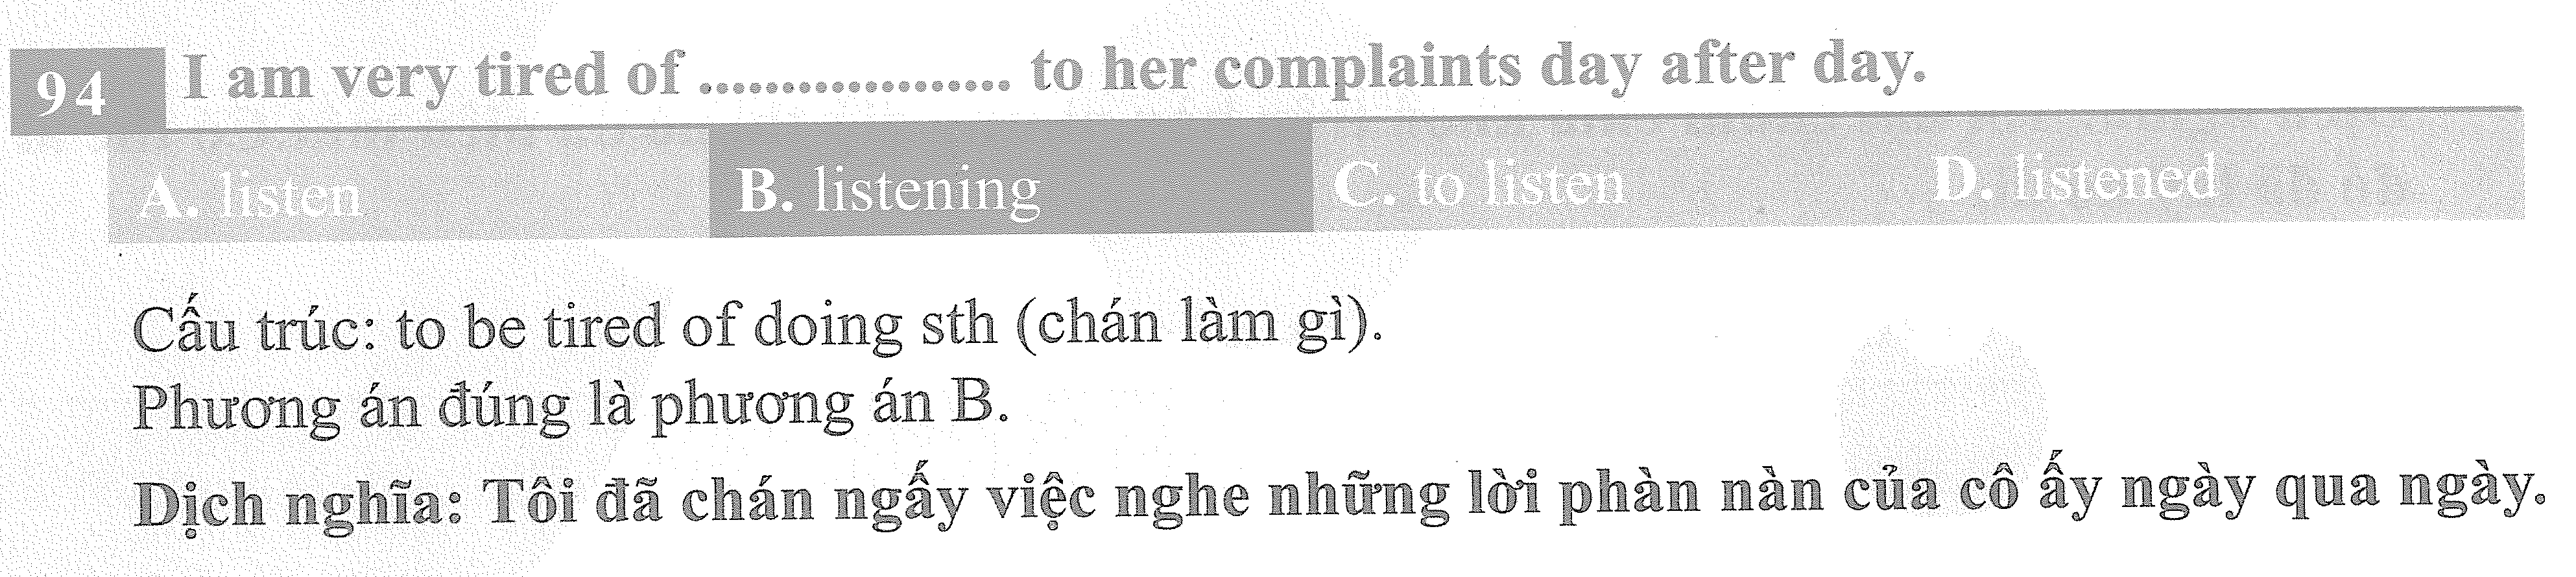 94 I am very tired of .................. to her complaints day after day.
A. listen B. listening C. to listen D. listened
Cấu trúc: to be tired of doing sth (chán làm gì).
Phương án đúng là phương án B.
Dịch nghĩa: Tôi đã chán ngấy việc nghe những lời phàn nàn của cô ấy ngày qua ngày.